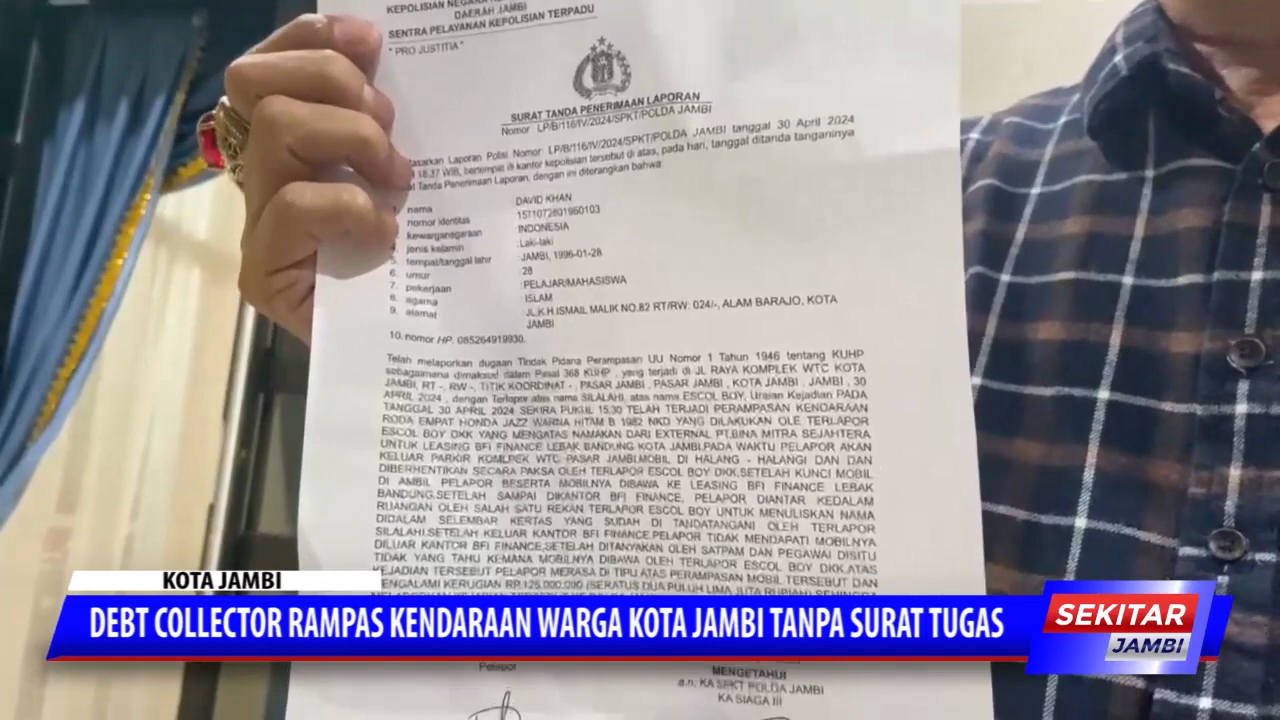 KEPOLISIAN NEGARA
DAERAH JAMBI
SENTRA PELAYANAN KEPOLISIAN TERPADU
"PRO JUSTITIA"
SURAT TANDA PENERIMAAN LAPORAN
Nomor LP/B/116/IV/2024/SPKT/POLDA JAMBI
Laporan Polisi Nomor: LP/B/116/IV/2024/SPKT/POLDA JAMBI tanggal 30 April 2024
18.37 WIB, bertempat di kantor kepolisian tersebut di atas, pada hari, tanggal ditanda tanganinya
Tanda Penerimaan Laporan, dengan ini diterangkan bahwa:
nama DAVID KHAN
nomor identitas 1571072801960103
kewarganegaraan : INDONESIA
4. jenis kelamin : Laki-laki
5. tempat/tanggal lahir : JAMBI, 1996-01-28
6. umur : 28
7. pekerjaan : PELAJAR/MAHASISWA
8. agama : ISLAM
9. alamat : JL.K.H ISMAIL MALIK NO.82 RT/RW: 024/-, ALAM BARAJO, KOTA
JAMBI
10. nomor HP. 085264919930.
Telah melaporkan dugaan Tindak Pidana Perampasan UU Nomor 1 Tahun 1946 tentang KUHP
sebagaimana dimaksud dalam Pasal 368 KUHP , yang terjadi di JL RAYA KOMPLEK WTC KOTA
JAMBI, RT -, RW -, TITIK KOORDINAT - , PASAR JAMBI , PASAR JAMBI , KOTA JAMBI , JAMBI , 30
APRIL 2024 , dengan Terlapor atas nama SILALAHI, atas nama ESCOL BOY, Uraian Kejadian PADA
TANGGAL 30 APRIL 2024 SEKIRA PUKUL 15.30 TELAH TERJADI PERAMPASAN KENDARAAN
RODA EMPAT HONDA JAZZ WARNA HITAM B 1982 NKD YANG DILAKUKAN OLE TERLAPOR
ESCOL BOY DKK YANG MENGATAS NAMAKAN DARI EXTERNAL PT.BINA MITRA SEJAHTERA
UNTUK LEASING BFI FINANCE LEBAK BANDUNG KOTA JAMBI.PADA WAKTU PELAPOR AKAN
KELUAR PARKIR KOMLPEK WTC PASAR JAMBI,MOBIL DI HALANG - HALANGI DAN DAN
DIBERHENTIKAN SECARA PAKSA OLEH TERLAPOR ESCOL BOY DKK.SETELAH KUNCI MOBIL
DI AMBIL PELAPOR BESERTA MOBILNYA DIBAWA KE LEASING BFI FINANCE LEBAK
BANDUNG.SETELAH SAMPAI DIKANTOR BFI FINANCE, PELAPOR DIANTAR KEDALAM
RUANGAN OLEH SALAH SATU REKAN TERLAPOR ESCOL BOY UNTUK MENULISKAN NAMA
DIDALAM SELEMBAR KERTAS YANG SUDAH DI TANDATANGANI OLEH TERLAPOR
SILALAHI.SETELAH KELUAR KANTOR BFI FINANCE,PELAPOR TIDAK MENDAPATI MOBILNYA
DILUAR KANTOR BFI FINANCE,SETELAH DITANYAKAN OLEH SATPAM DAN PEGAWAI DISITU
TIDAK YANG TAHU KEMANA MOBILNYA DIBAWA OLEH TERLAPOR ESCOL BOY DKK.ATAS
KEJADIAN TERSEBUT PELAPOR MERASA DI TIPU ATAS PERAMPASAN MOBIL TERSEBUT DAN
MENGALAMI KERUGIAN RP.125.000.000 (SERATUS DUA PULUH LIMA JUTA RUPIAH)
KOTA JAMBI
DEBT COLLECTOR RAMPAS KENDARAAN WARGA KOTA JAMBI TANPA SURAT TUGAS
SEKITAR
JAMBI
Pelapor
MENGETAHUI
a.n. KA SPKT POLDA JAMBI
KA SIAGA III